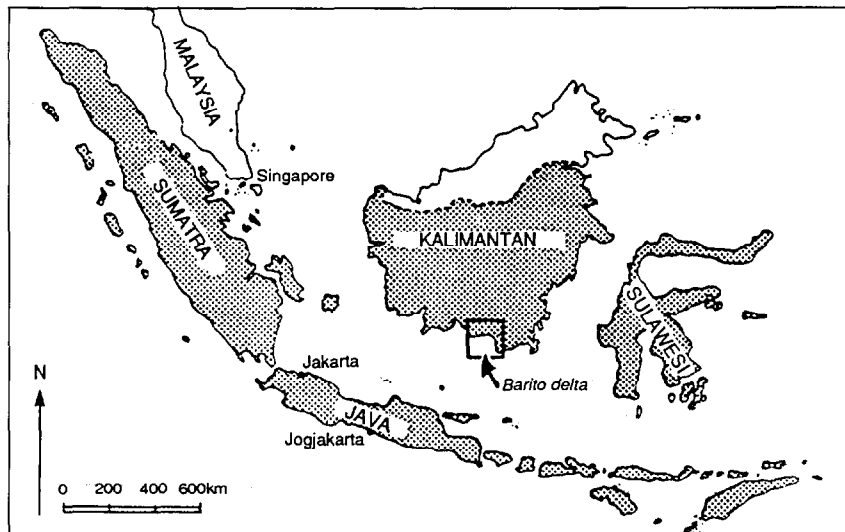 MALAYSIA
Singapore
SUMATRA
KALIMANTAN
SULAWESI
Jakarta
Barito delta
N
JAVA
Jogjakarta
0 200 400 600km